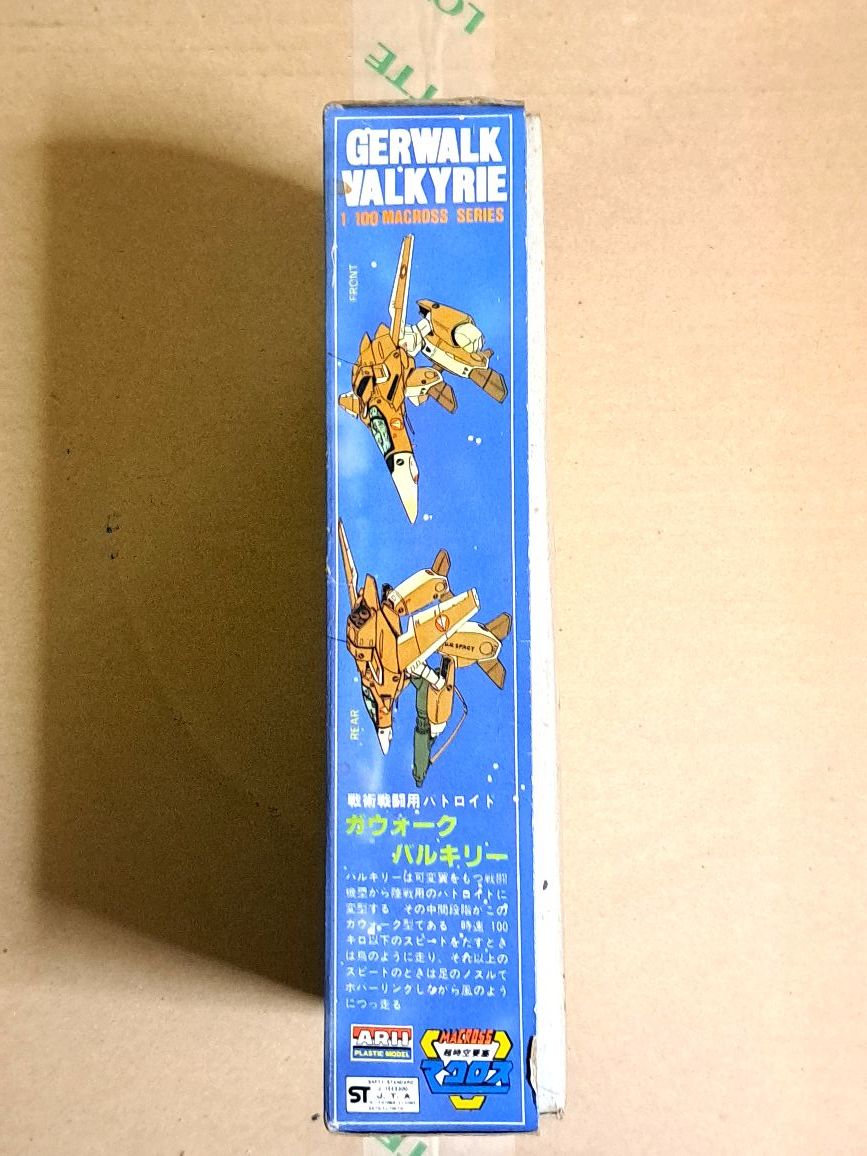 LOTTE
GERWALK
VALKYRIE
1 100 MACROSS SERIES
FRONT
U.N.SPACY
REAR
戦術戦闘用バトロイド
ガウォーク
バルキリー
バルキリーは可変翼をもつ戦闘
機型から陸戦用のバトロイドに
変型する その中間段階がこの
ガウォーク型である 時速 100
キロ以下のスピードをだすとき
は鳥のように走り、それ以上の
スピードのときは足のノズルで
ホバーリングしながら風のよう
につっ走る
ARII
PLASTIC MODEL
MACROSS
超時空要塞
マクロス
ST
J. T. A